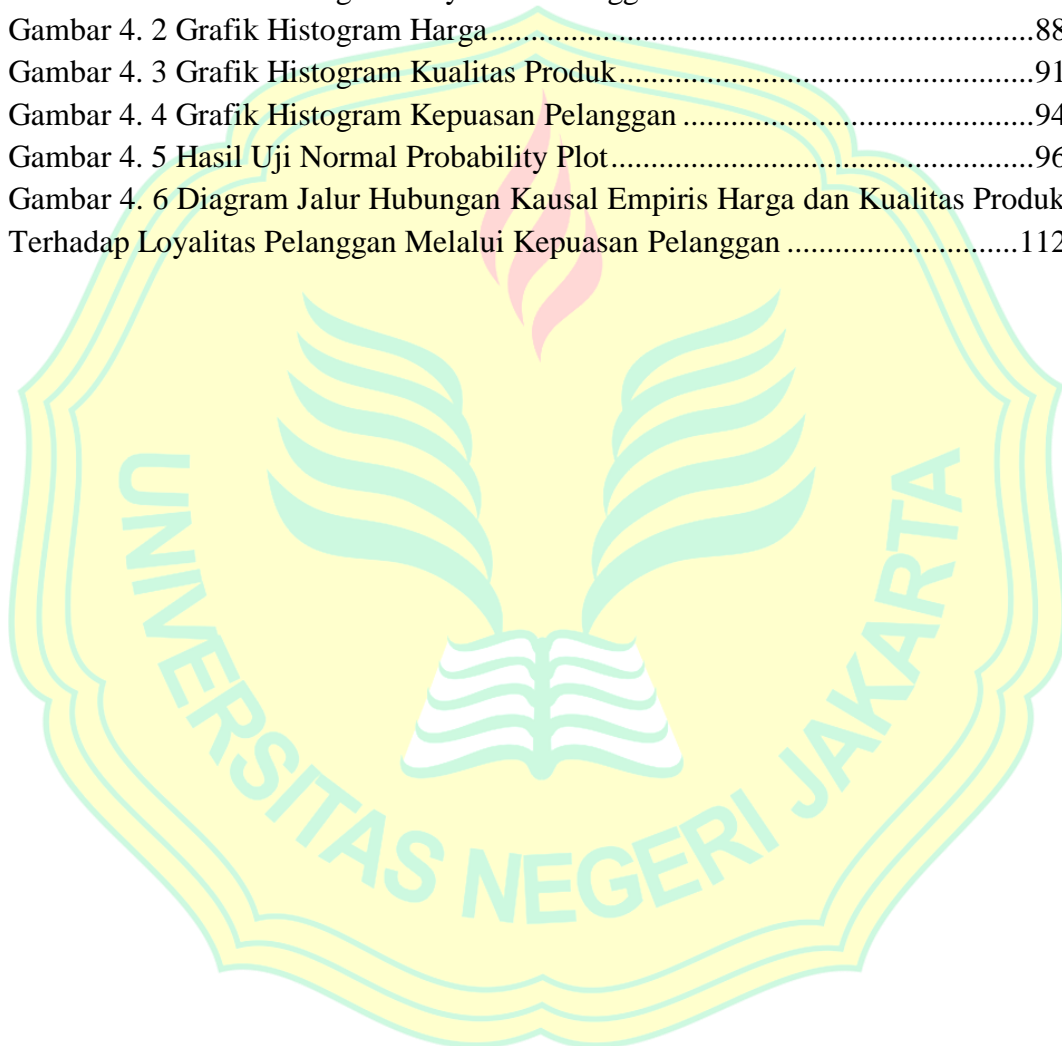 Gambar 4. 2 Grafik Histogram Harga.................................................................88
Gambar 4. 3 Grafik Histogram Kualitas Produk.................................................91
Gambar 4. 4 Grafik Histogram Kepuasan Pelanggan .........................................94
Gambar 4. 5 Hasil Uji Normal Probability Plot..................................................96
Gambar 4. 6 Diagram Jalur Hubungan Kausal Empiris Harga dan Kualitas Produk
Terhadap Loyalitas Pelanggan Melalui Kepuasan Pelanggan ............................112
UNIVERSITAS NEGERI JAKARTA